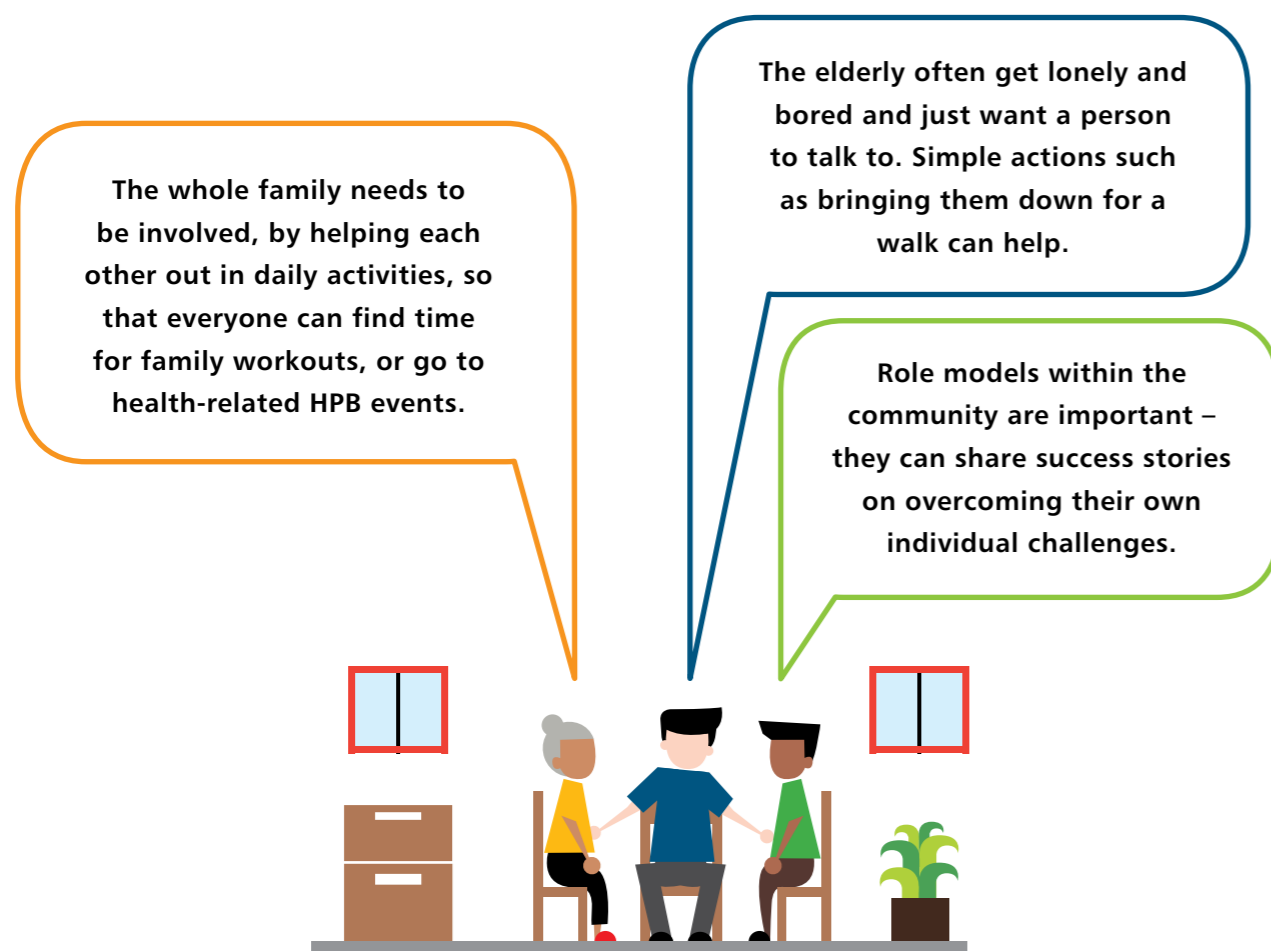 The whole family needs to
be involved, by helping each
other out in daily activities, so
that everyone can find time
for family workouts, or go to
health-related HPB events.
The elderly often get lonely and
bored and just want a person
to talk to. Simple actions such
as bringing them down for a
walk can help.
Role models within the
community are important –
they can share success stories
on overcoming their own
individual challenges.